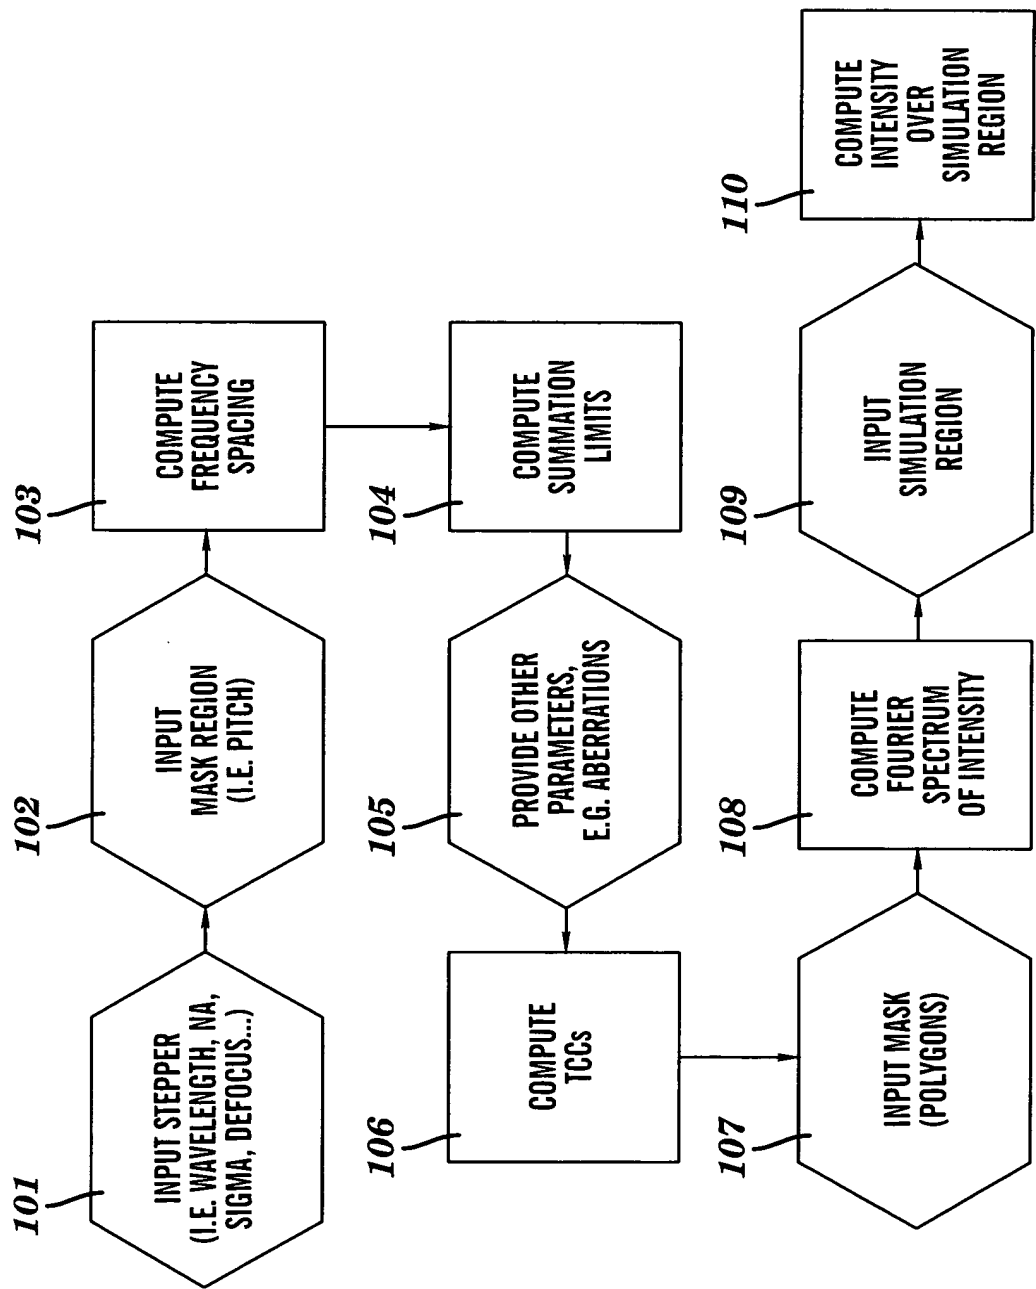 101
INPUT STEPPER
(I.E. WAVELENGTH, NA,
SIGMA, DEFOCUS...)
102
INPUT
MASK REGION
(I.E. PITCH)
103
COMPUTE
FREQUENCY
SPACING
104
COMPUTE
SUMMATION
LIMITS
105
PROVIDE OTHER
PARAMETERS,
E.G. ABERRATIONS
106
COMPUTE
TCCs
107
INPUT MASK
(POLYGONS)
108
COMPUTE
FOURIER
SPECTRUM
OF INTENSITY
109
INPUT
SIMULATION
REGION
110
COMPUTE
INTENSITY
OVER
SIMULATION
REGION